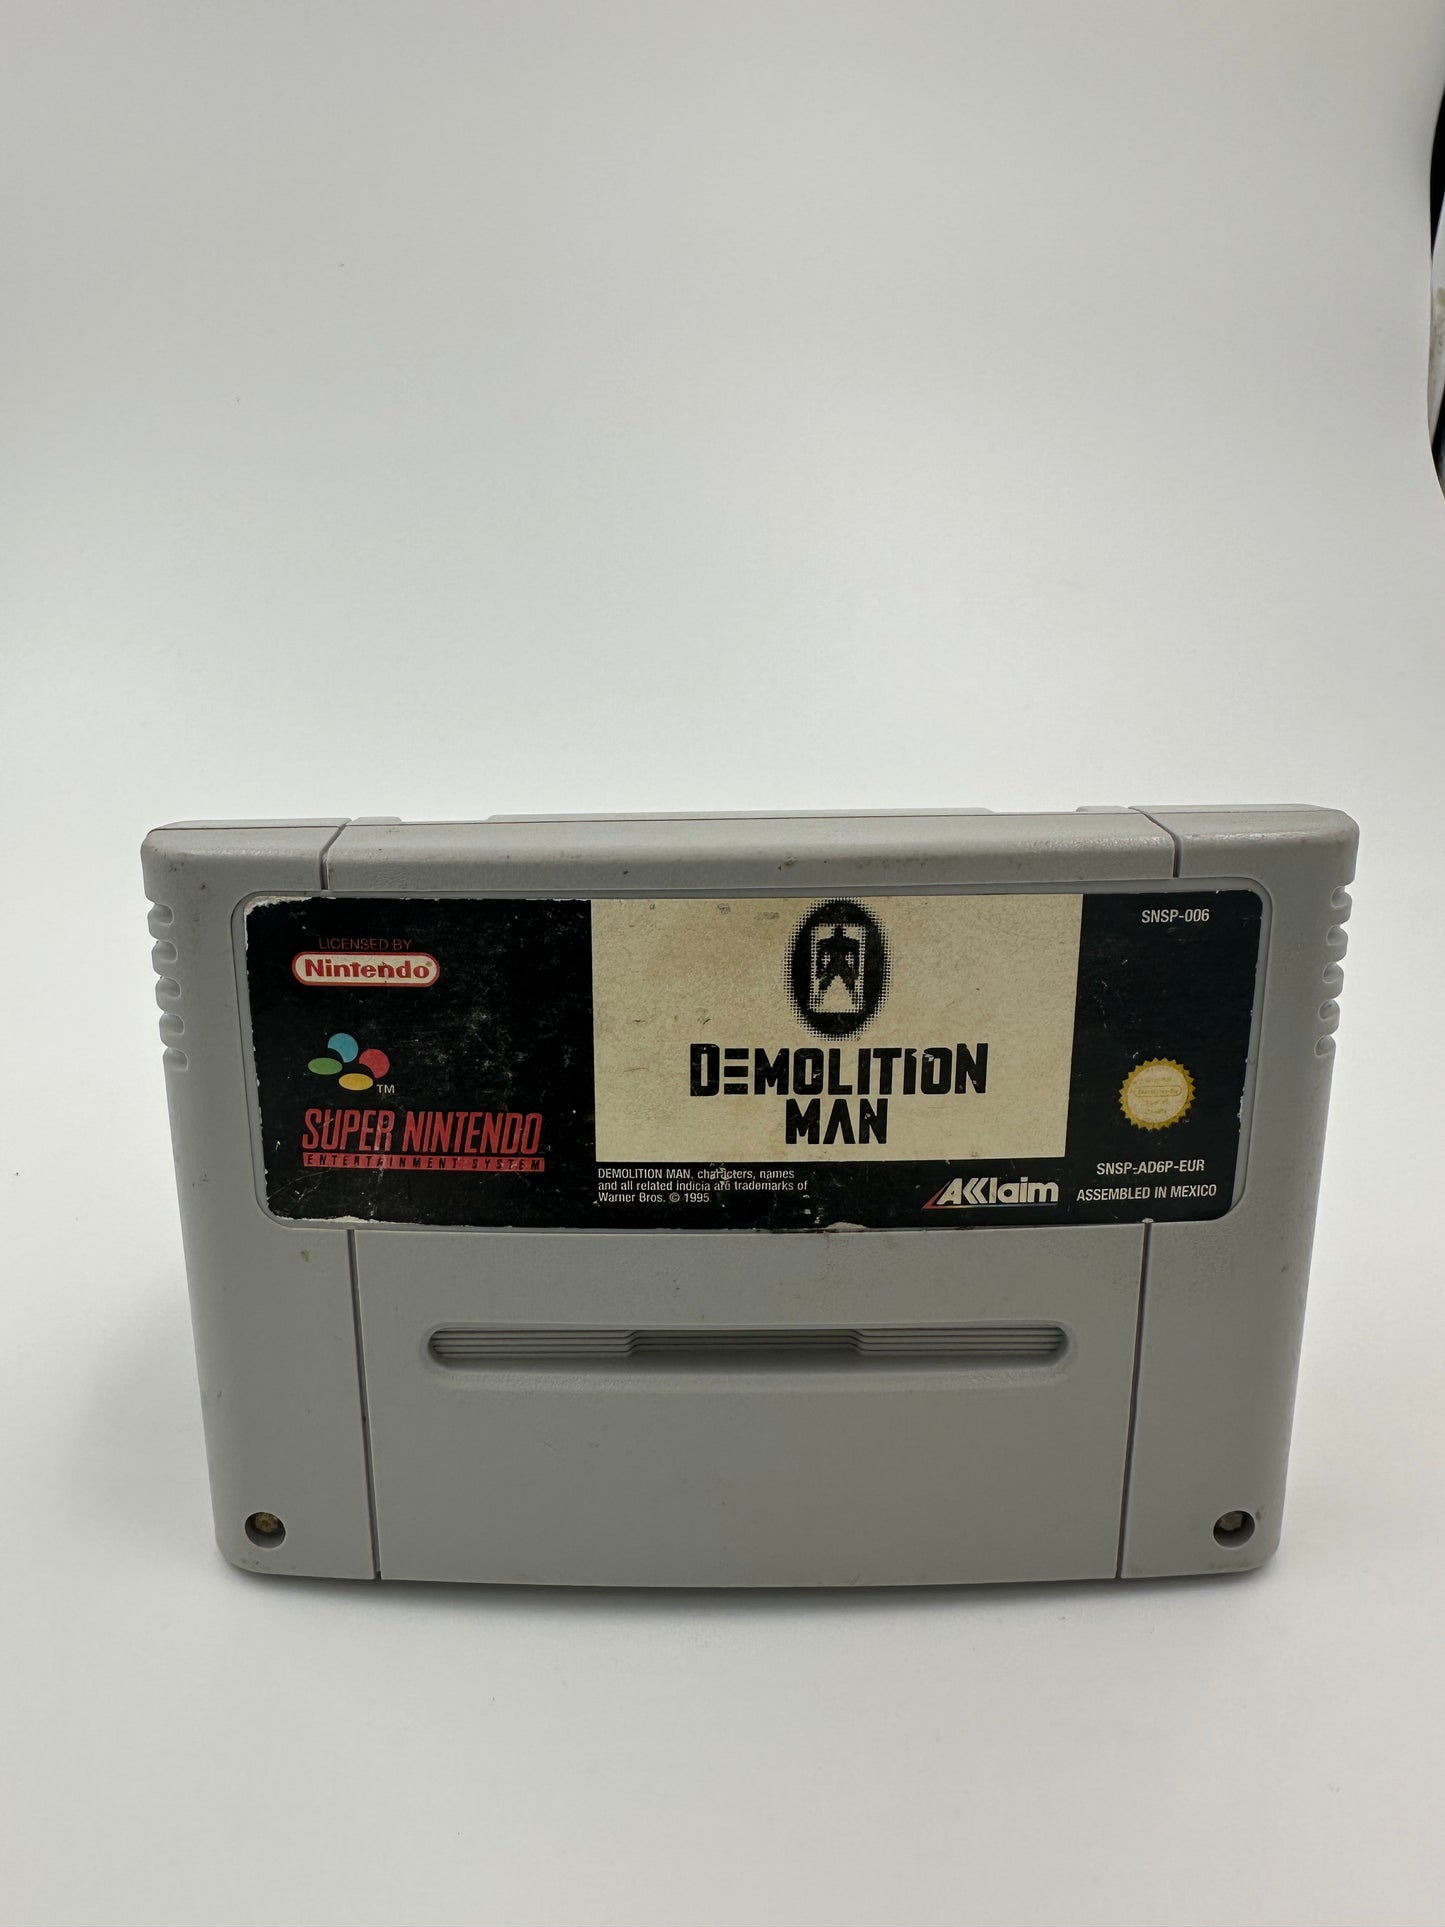 LICENSED BY
Nintendo®
TM
SUPER NINTENDO
ENTERTAINMENT SYSTEM
DEMOLITION
MAN
DEMOLITION MAN, characters, names
and all related indicia are trademarks of
Warner Bros. © 1995
AKKlaim
SNSP-006
SNSP-AD6P-EUR
ASSEMBLED IN MEXICO